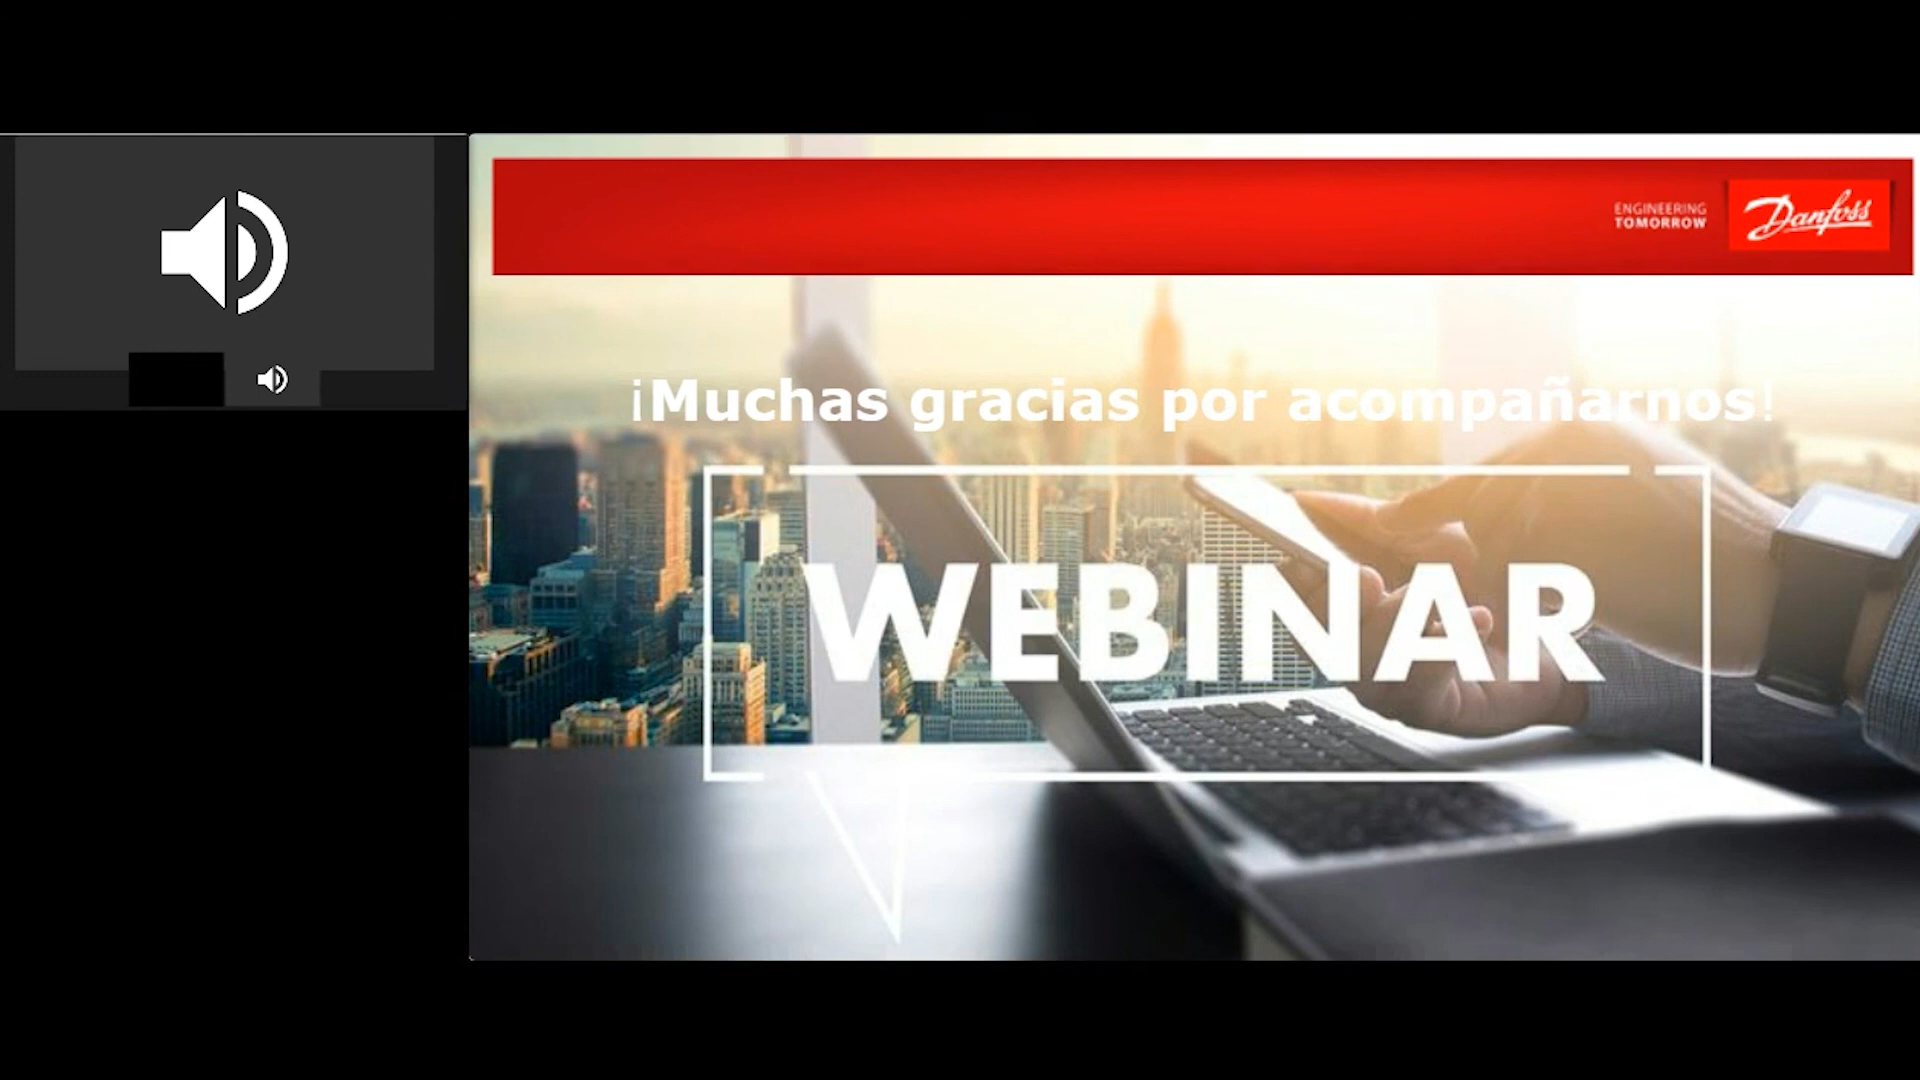 ENGINEERING
TOMORROW
Danfoss
¡Muchas gracias por acompañarnos!
WEBINAR